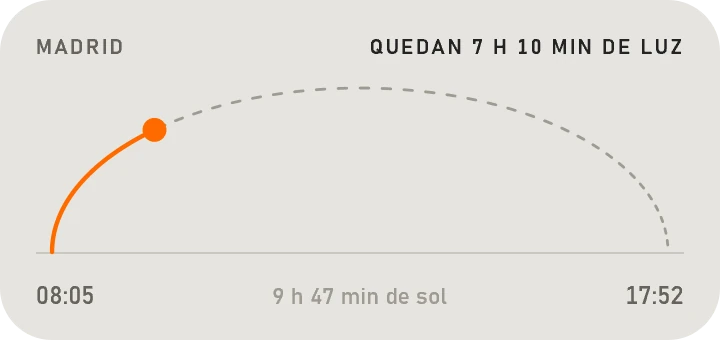 MADRID
QUEDAN 7 H 10 MIN DE LUZ
08:05
9 h 47 min de sol
17:52